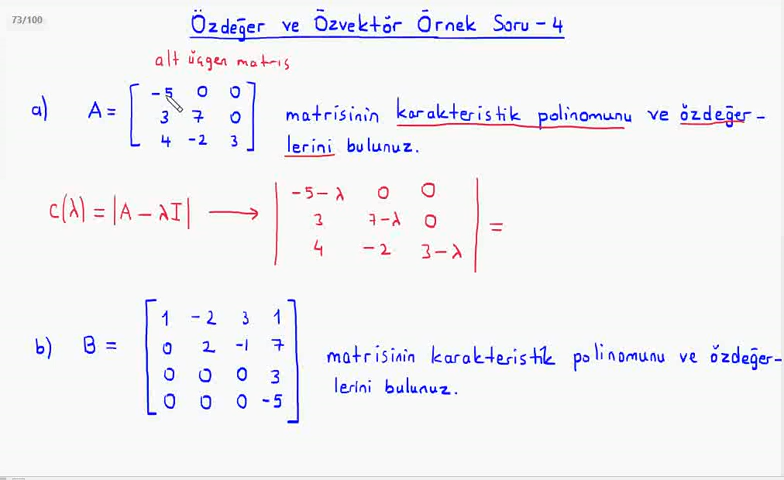 73/100
Özdeğer ve Özvektör Örnek Soru - 4
alt üçgen matris
a) A = [ -5 0 0
3 7 0
4 -2 3 ]
matrisinin karakteristik polinomunu ve özdeğer-
lerini bulunuz.
c(λ) = |A - λI| → | -5-λ 0 0
3 7-λ 0
4 -2 3-λ | =
b) B = [ 1 -2 3 1
0 2 -1 7
0 0 0 3
0 0 0 -5 ]
matrisinin karakteristik polinomunu ve özdeğer-
lerini bulunuz.